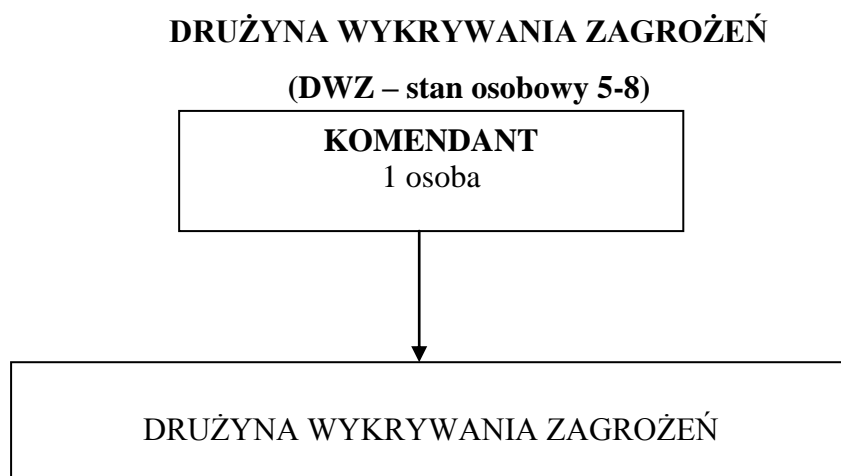 DRUŻYNA WYKRYWANIA ZAGROŻEŃ
(DWZ – stan osobowy 5-8)
KOMENDANT
1 osoba
DRUŻYNA WYKRYWANIA ZAGROŻEŃ